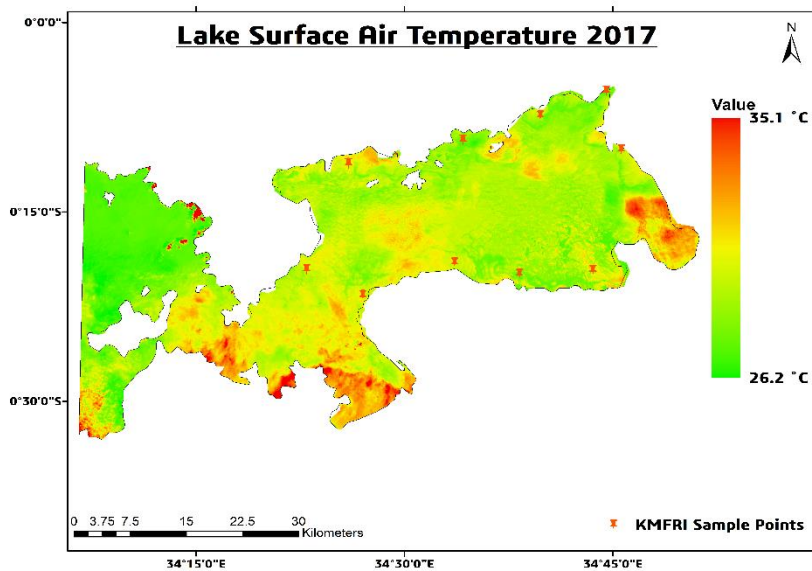 Lake Surface Air Temperature 2017
N
0°0'0"
0°15'0"S
0°30'0"S
Value
35.1 °C
26.2 °C
0 3.75 7.5 15 22.5 30
Kilometers
KMFRI Sample Points
34°15'0"E 34°30'0"E 34°45'0"E